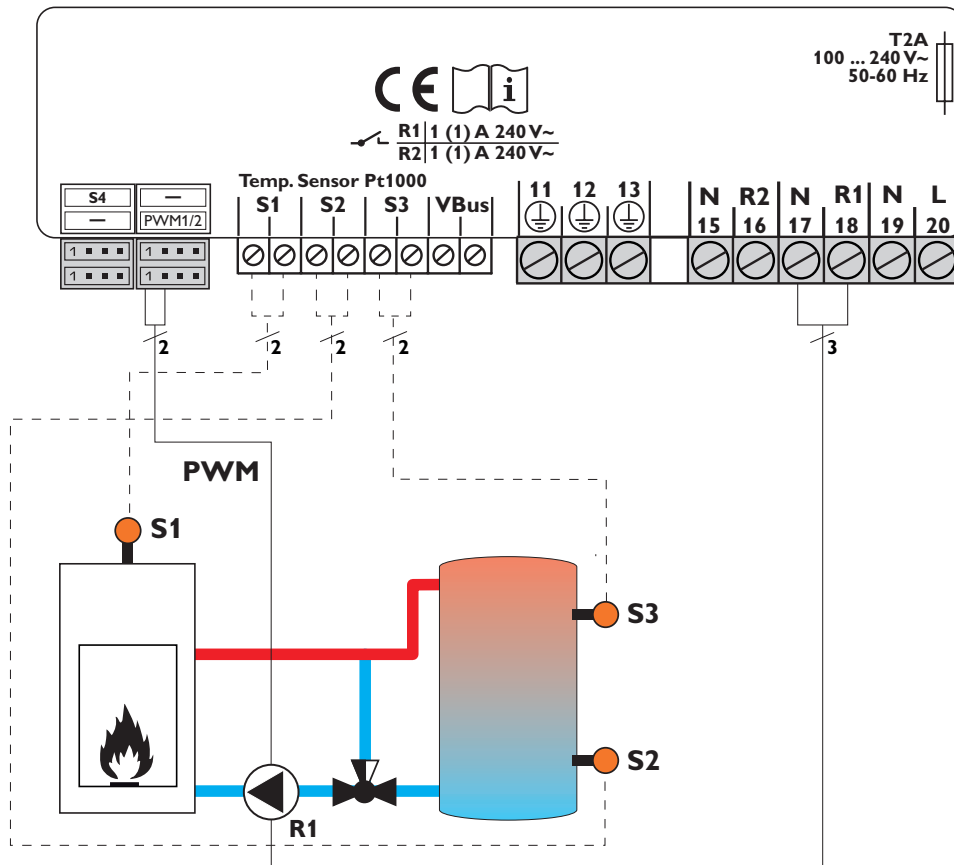 T2A
100 ... 240 V~
50-60 Hz
CE i
R1 1 (1) A 240 V~
R2 1 (1) A 240 V~
Temp. Sensor Pt1000
S4 —
— PWM1/2
S1 S2 S3 VBus
11 12 13
N R2 N R1 N L
15 16 17 18 19 20
1 1
1 1
2 2 2 2 3
PWM
S1
S3
S2
R1